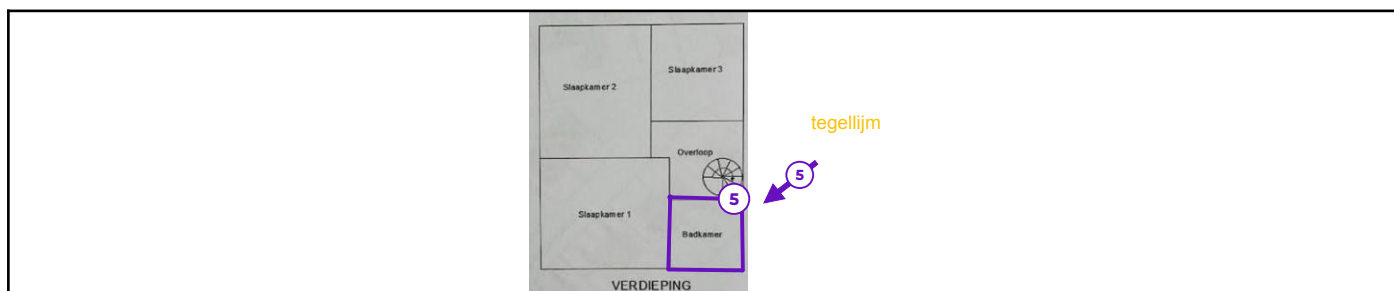 Slaapkamer 3
Slaapkamer 2
tegellijm
Overloop
5
5
Slaapkamer 1
Badkamer
VERDIEPING